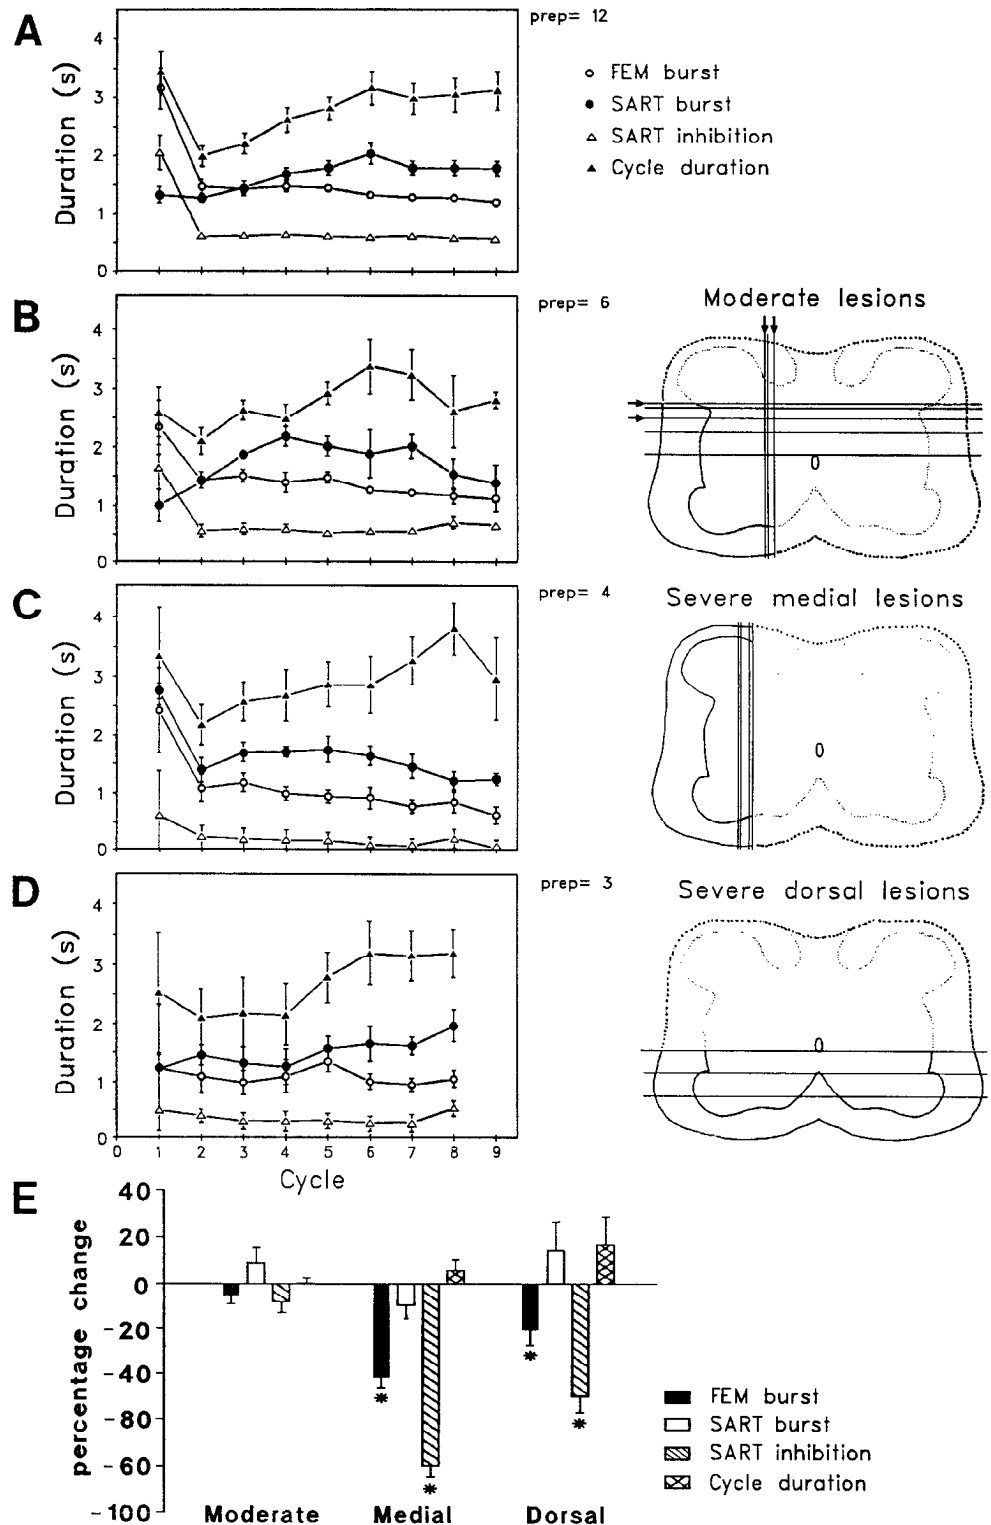 A
prep= 12
4
3
2
1
0
Duration (s)
FEM burst
SART burst
SART inhibition
Cycle duration
B
prep= 6
4
3
2
1
0
Duration (s)
Moderate lesions
C
prep= 4
4
3
2
1
0
Duration (s)
Severe medial lesions
D
prep= 3
4
3
2
1
0
Duration (s)
0 1 2 3 4 5 6 7 8 9
Cycle
Severe dorsal lesions
E
40
20
0
-20
-40
-80
-60
-100
percentage change
* * * *
Moderate Medial Dorsal
FEM burst
SART burst
SART inhibition
Cycle duration